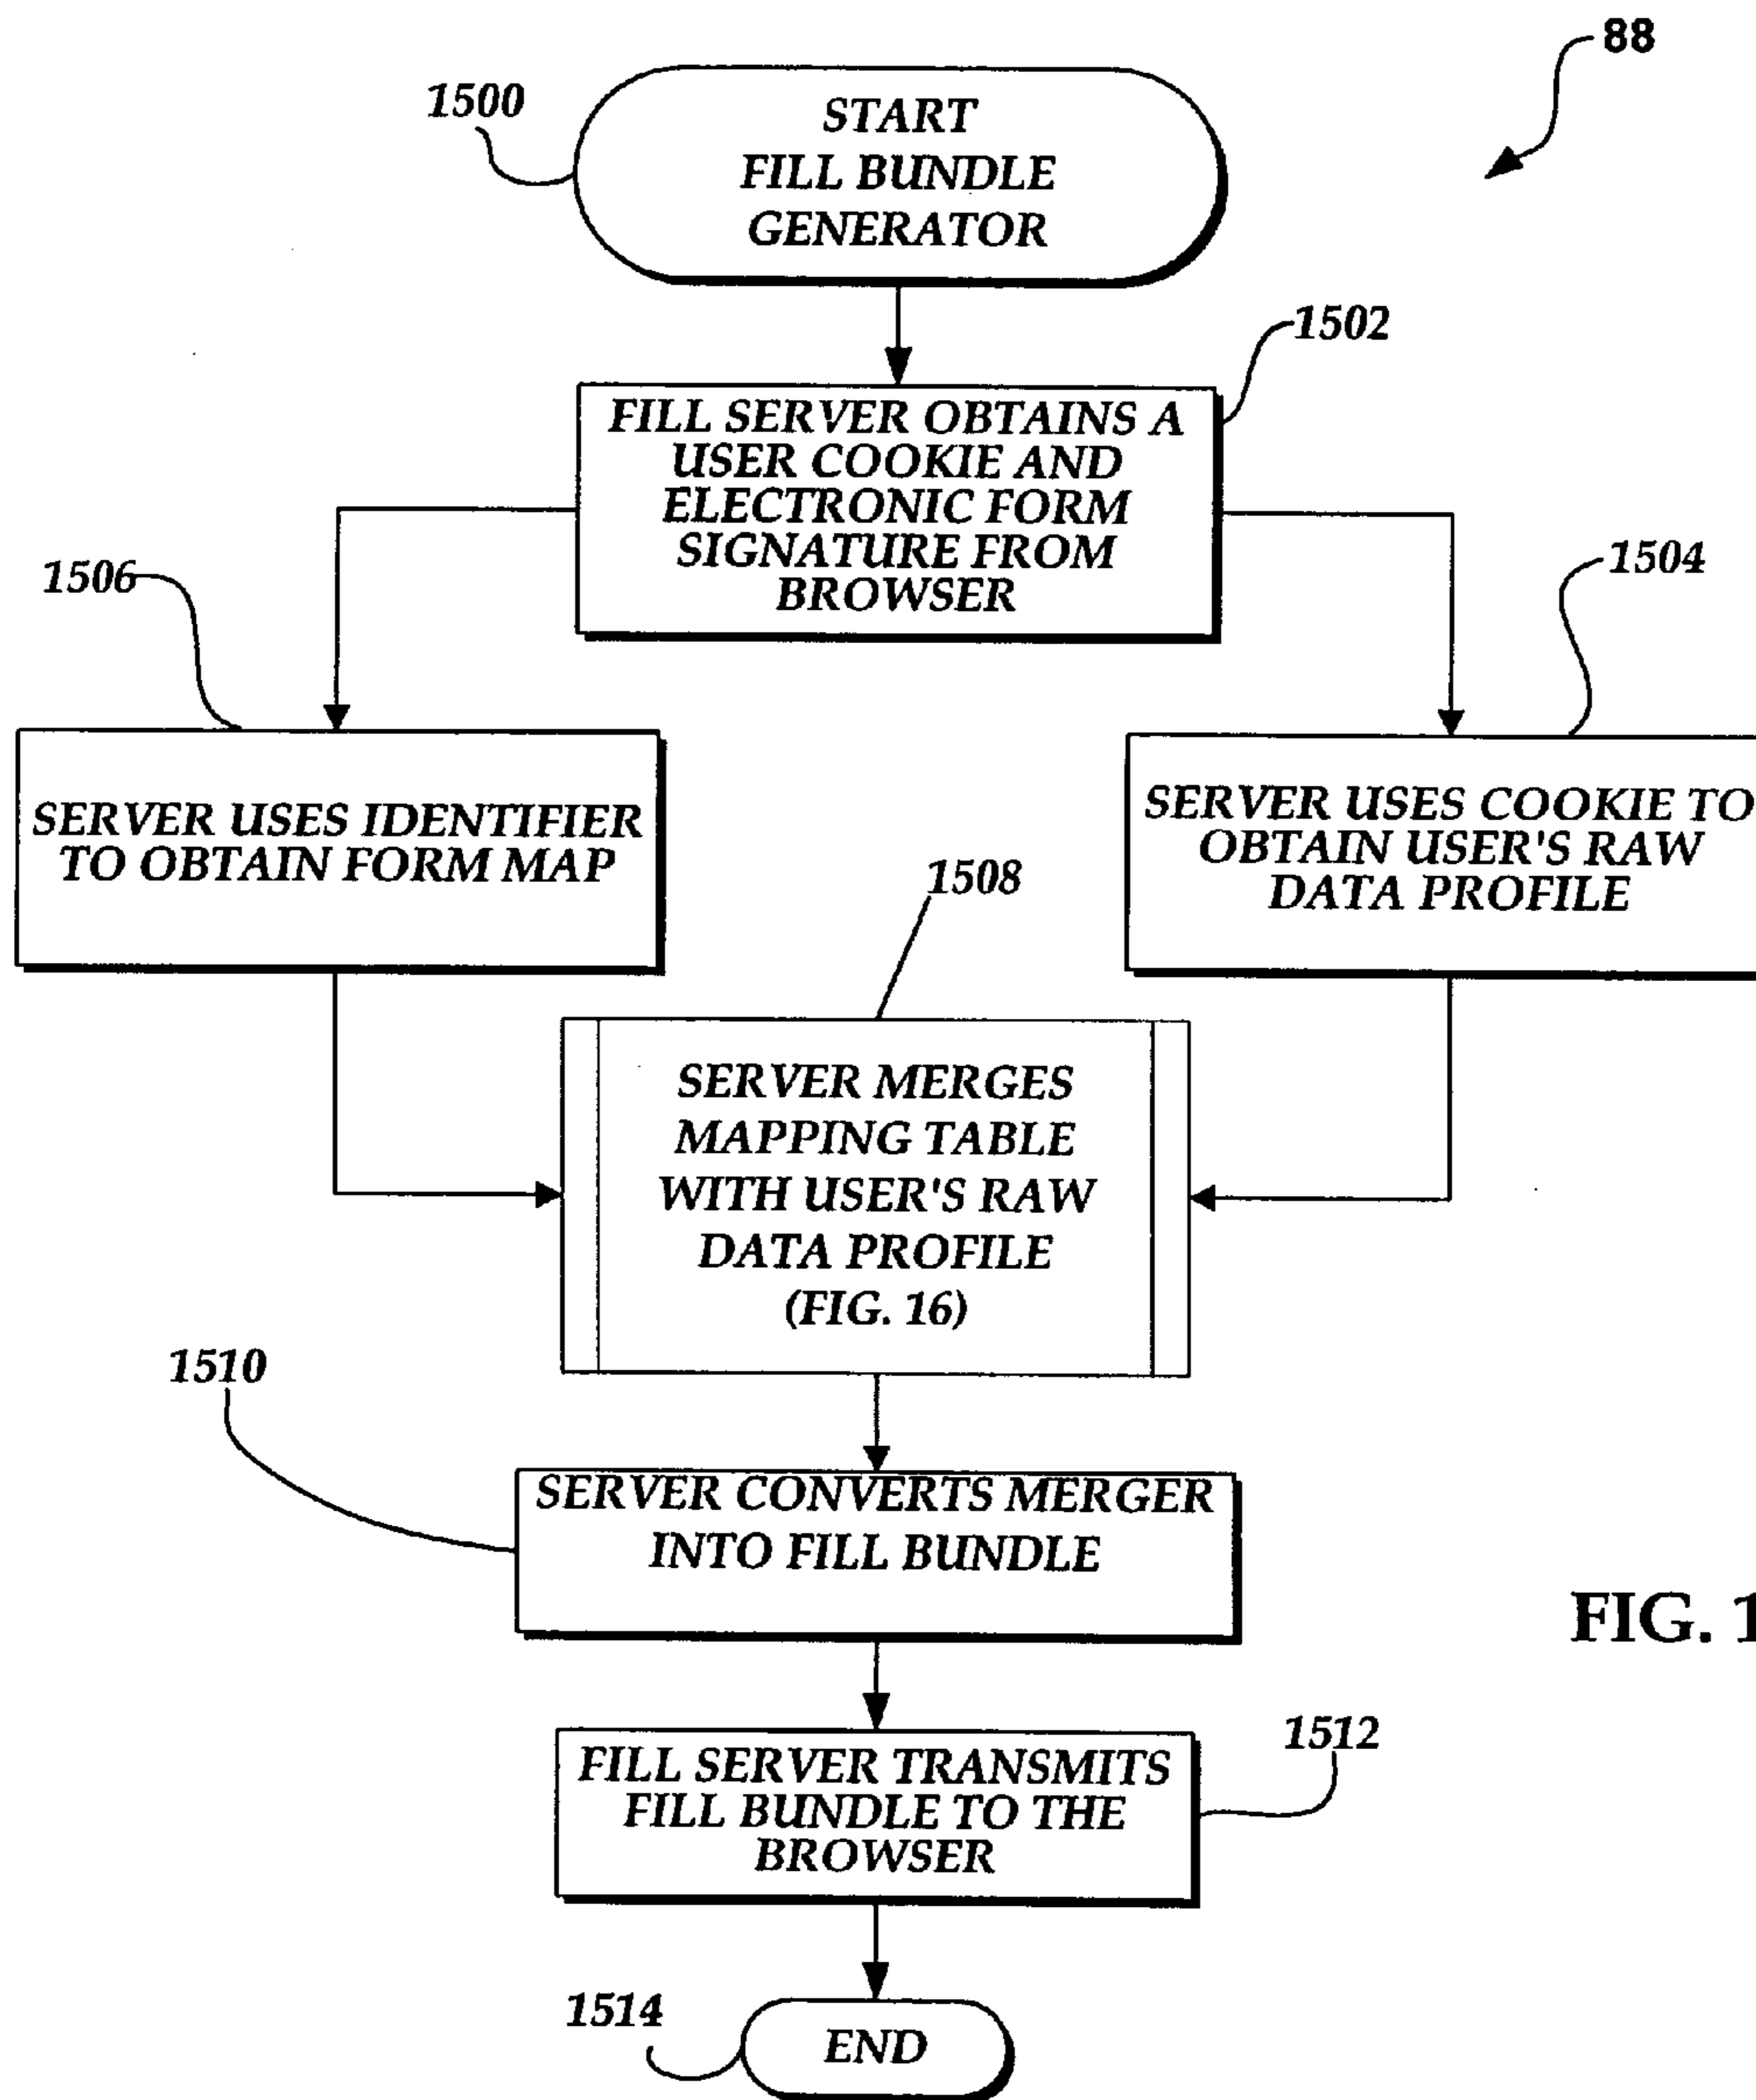 88
1500
START
FILL BUNDLE
GENERATOR
1502
FILL SERVER OBTAINS A
USER COOKIE AND
ELECTRONIC FORM
SIGNATURE FROM
BROWSER
1506
1504
SERVER USES IDENTIFIER
TO OBTAIN FORM MAP
SERVER USES COOKIE TO
OBTAIN USER'S RAW
DATA PROFILE
1508
SERVER MERGES
MAPPING TABLE
WITH USER'S RAW
DATA PROFILE
(FIG. 16)
1510
SERVER CONVERTS MERGER
INTO FILL BUNDLE
FIG. 1
1512
FILL SERVER TRANSMITS
FILL BUNDLE TO THE
BROWSER
1514
END